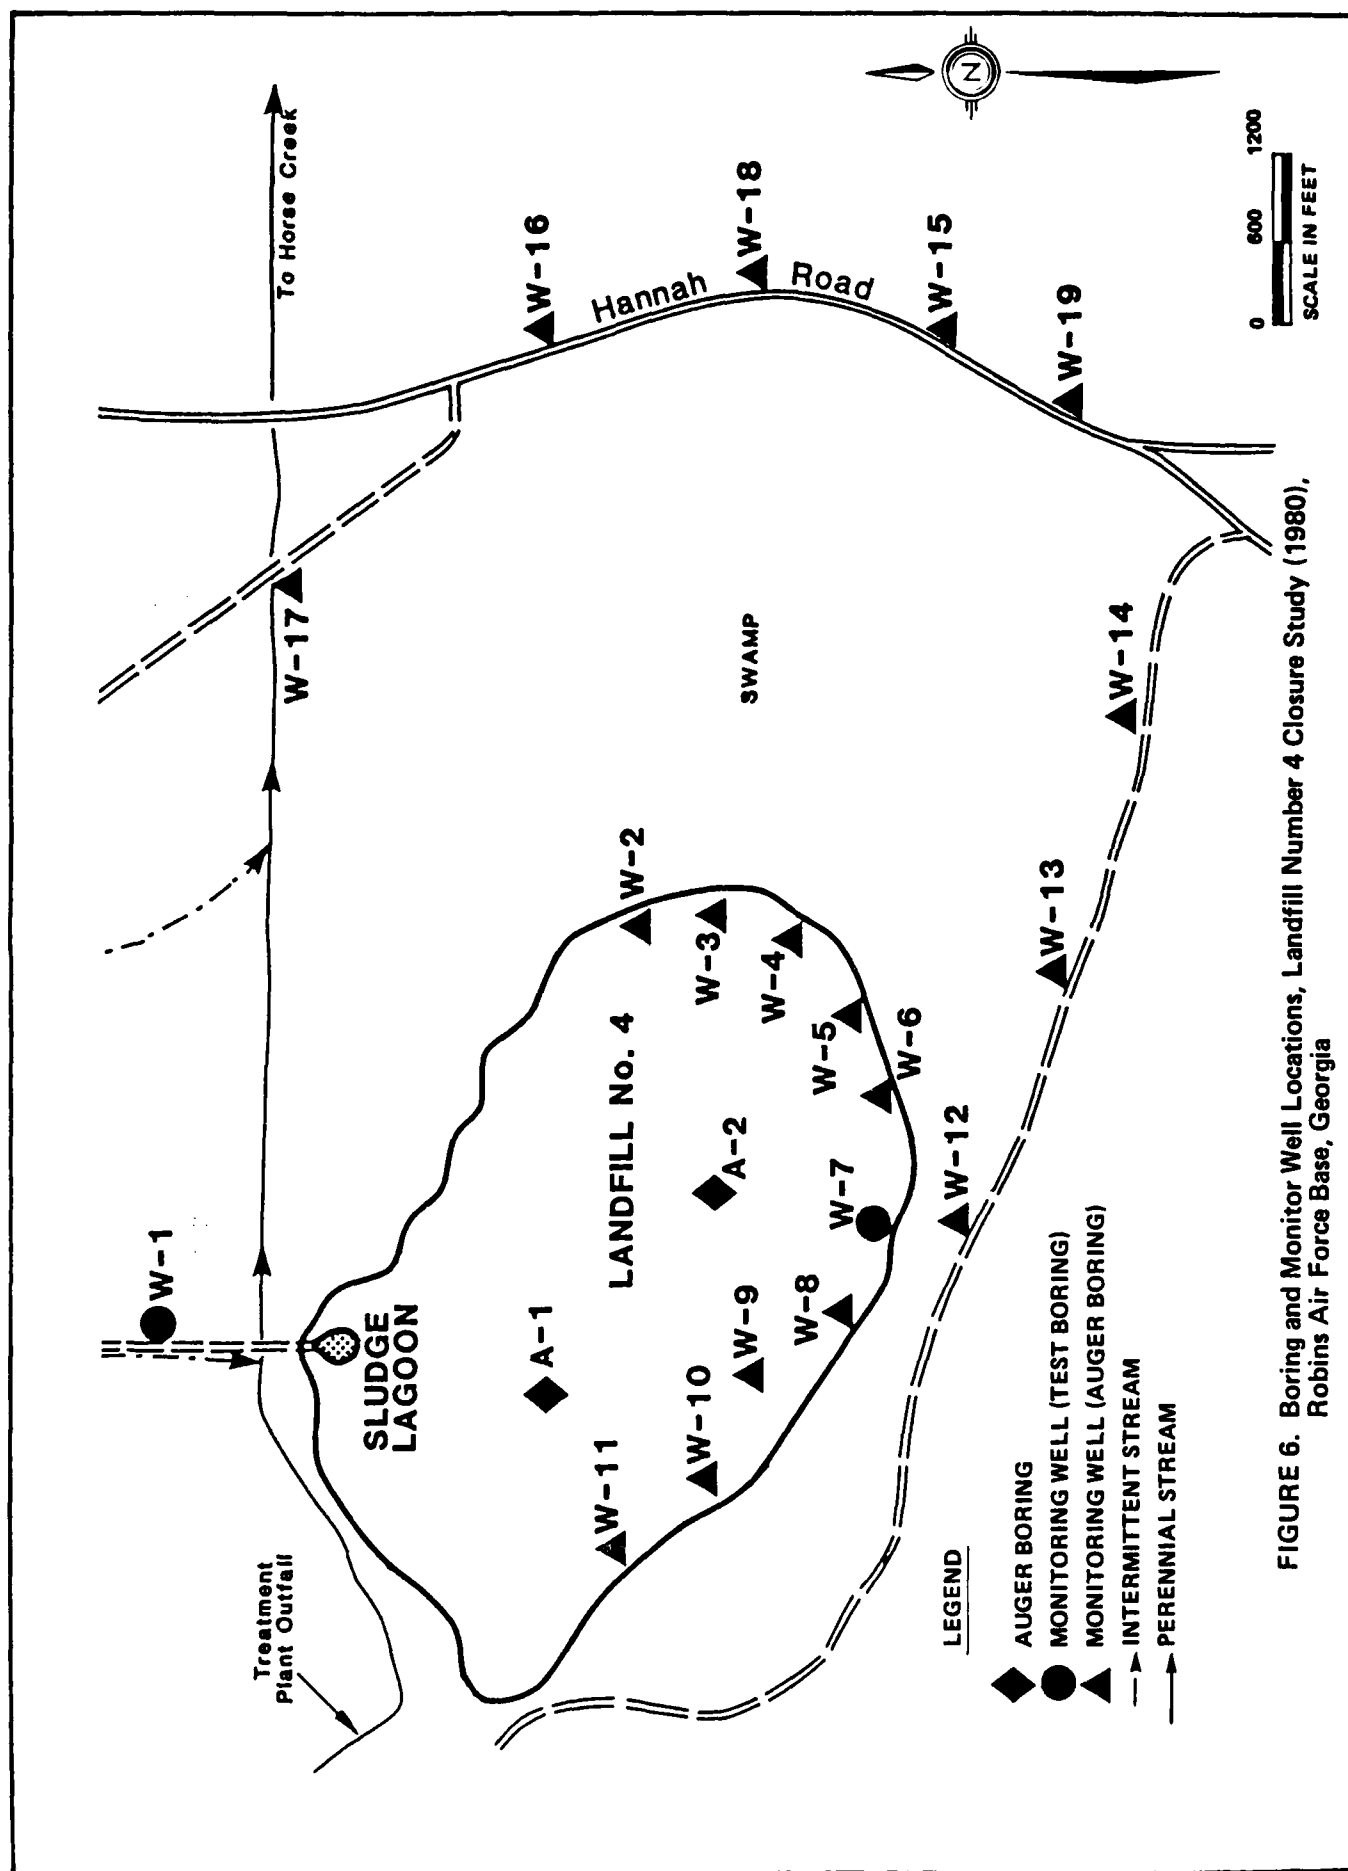 Treatment
Plant Outfall
W-1
To Horse Creek
SLUDGE
LAGOON
W-17
W-16
Hannah Road
W-18
W-15
W-19
SWAMP
LANDFILL No. 4
A-1
A-2
W-2
W-3
W-4
W-5
W-6
W-7
W-8
W-9
W-10
W-11
W-12
W-13
W-14
N
0 600 1200
SCALE IN FEET
LEGEND
AUGER BORING
MONITORING WELL (TEST BORING)
MONITORING WELL (AUGER BORING)
INTERMITTENT STREAM
PERENNIAL STREAM
FIGURE 6. Boring and Monitor Well Locations, Landfill Number 4 Closure Study (1980),
Robins Air Force Base, Georgia